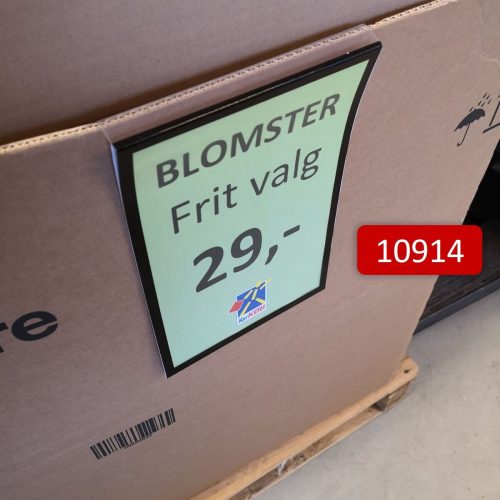 BLOMSTER
Frit valg
29,-
10914
re